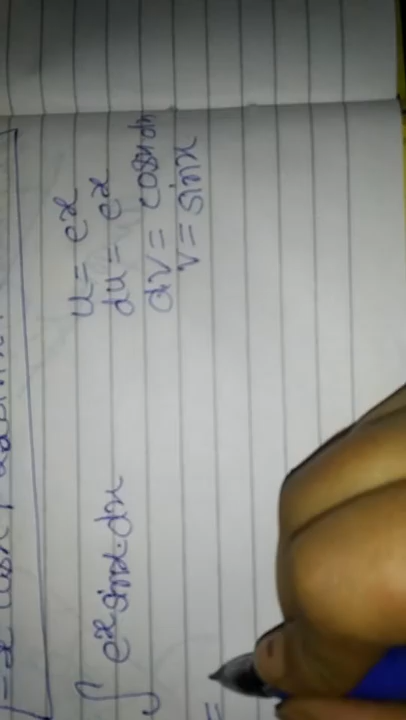 ∫ e^x sinx·dx
u = e^x
du = e^x
dv = cosx dx
v = sinx
=